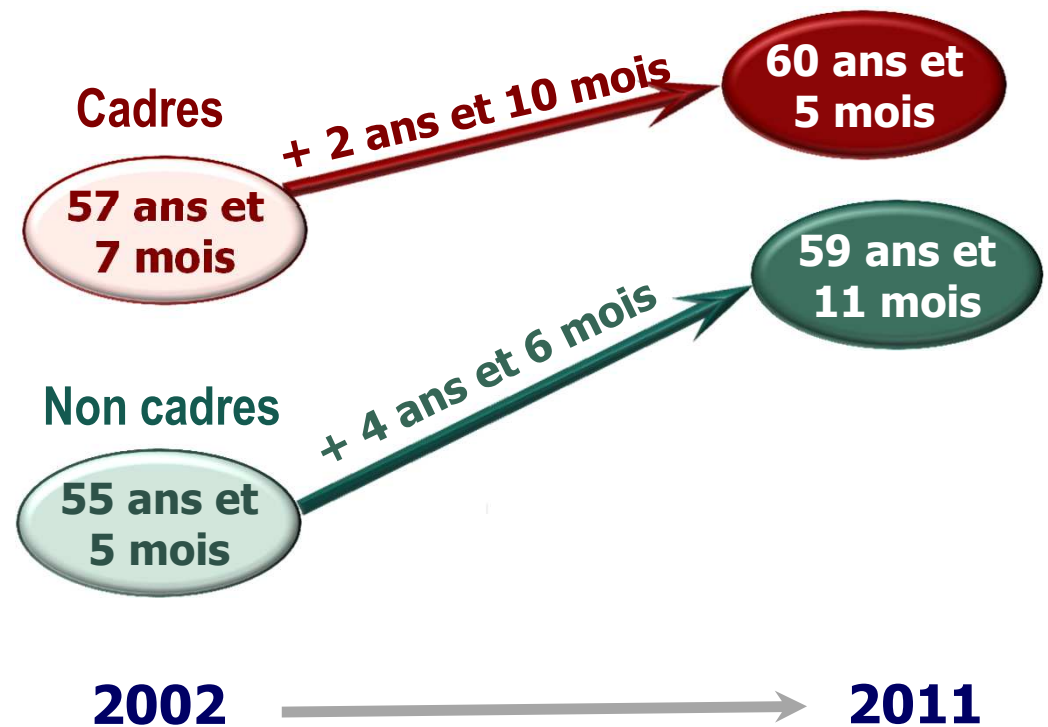 Cadres
57 ans et
7 mois
+ 2 ans et 10 mois
60 ans et
5 mois
Non cadres
55 ans et
5 mois
+ 4 ans et 6 mois
59 ans et
11 mois
2002
2011